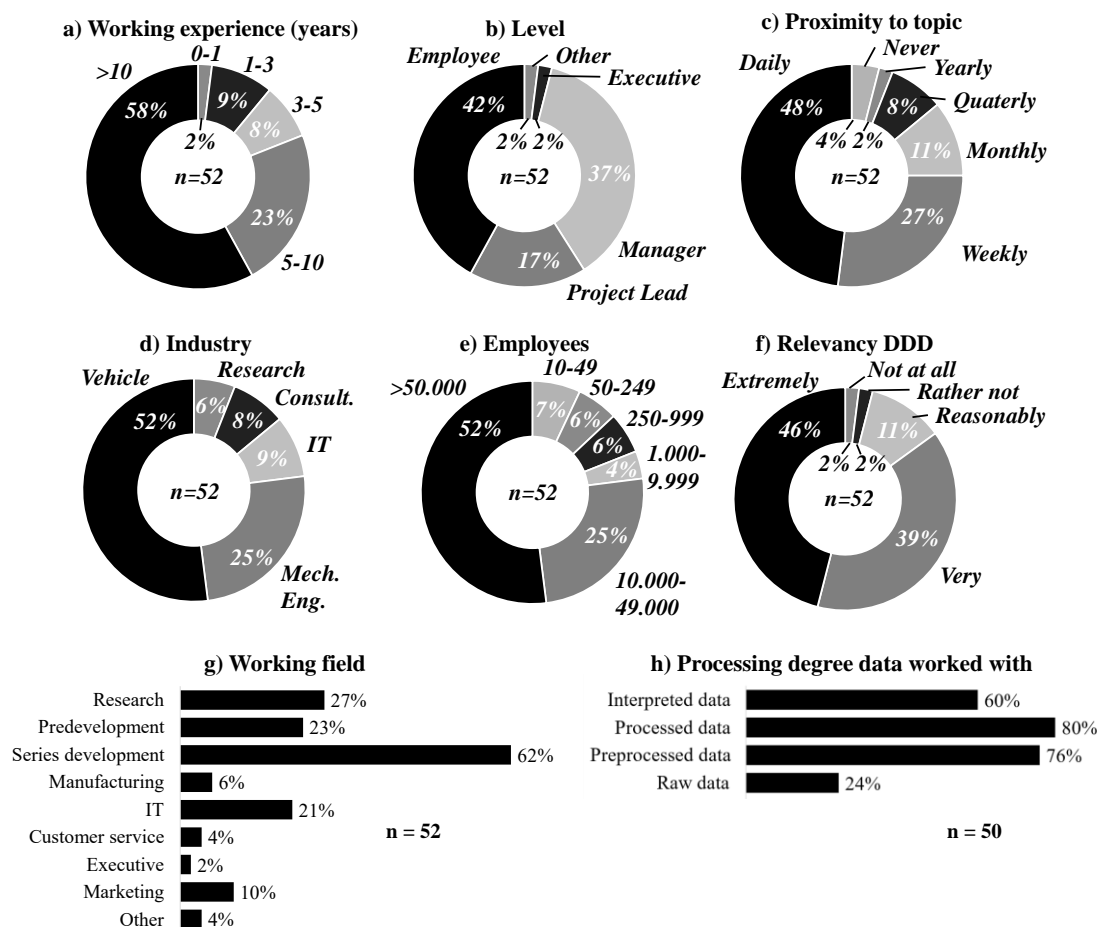 a) Working experience (years)
0-1
1-3
>10
3-5
58%
9%
8%
2%
n=52
23%
5-10
b) Level
Employee
Other
Executive
42%
2%
2%
n=52
37%
Manager
17%
Project Lead
c) Proximity to topic
Never
Daily
Yearly
Quaterly
48%
8%
4%
2%
11%
Monthly
n=52
27%
Weekly
d) Industry
Vehicle
Research
Consult.
52%
6%
8%
IT
9%
n=52
25%
Mech.
Eng.
e) Employees
10-49
>50.000
50-249
7%
6%
250-999
52%
6%
1.000-
9.999
4%
n=52
25%
10.000-
49.000
f) Relevancy DDD
Not at all
Extremely
Rather not
Reasonably
46%
11%
2%
2%
n=52
39%
Very
g) Working field
Research
27%
Predevelopment
23%
Series development
62%
Manufacturing
6%
IT
21%
Customer service
4%
n = 52
Executive
2%
Marketing
10%
Other
4%
h) Processing degree data worked with
Interpreted data
60%
Processed data
80%
Preprocessed data
76%
Raw data
24%
n = 50